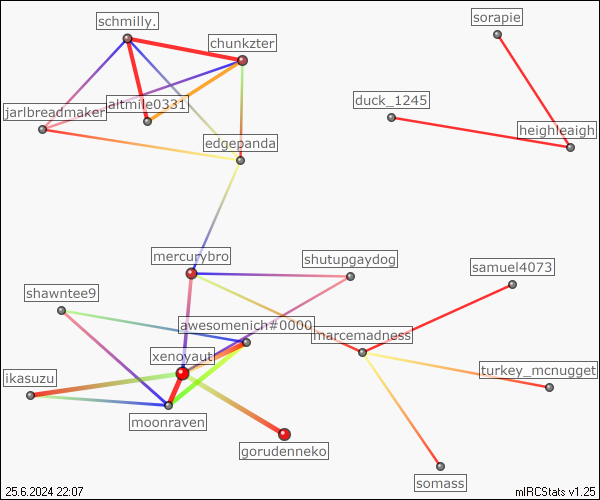 schmilly.
sorapie
chunkzter
duck_1245
jarlbreadmaker
altmile0331
heighleaigh
edgepanda
mercurybro
shutupgaydog
samuel4073
shawntee9
awesomenich#0000
marcemadness
xenoyaut
ikasuzu
turkey_mcnugget
moonraven
gorudenneko
somass
25.6.2024 22:07
mIRCStats v1.25